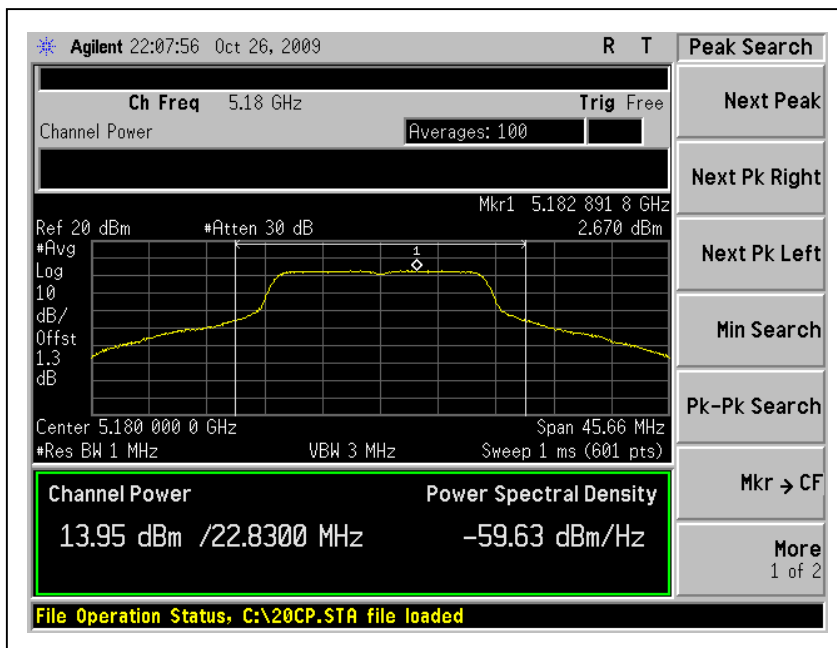 Agilent 22:07:56 Oct 26, 2009 R T
Peak Search
Ch Freq 5.18 GHz Trig Free
Channel Power Averages: 100
Mkr1 5.182 891 8 GHz
Ref 20 dBm #Atten 30 dB 2.670 dBm
#Avg
Log
10
dB/
Offst
1.3
dB
1
Center 5.180 000 0 GHz Span 45.66 MHz
#Res BW 1 MHz VBW 3 MHz Sweep 1 ms (601 pts)
Channel Power Power Spectral Density
13.95 dBm /22.8300 MHz -59.63 dBm/Hz
File Operation Status, C:\20CP.STA file loaded
Next Peak
Next Pk Right
Next Pk Left
Min Search
Pk-Pk Search
Mkr → CF
More
1 of 2